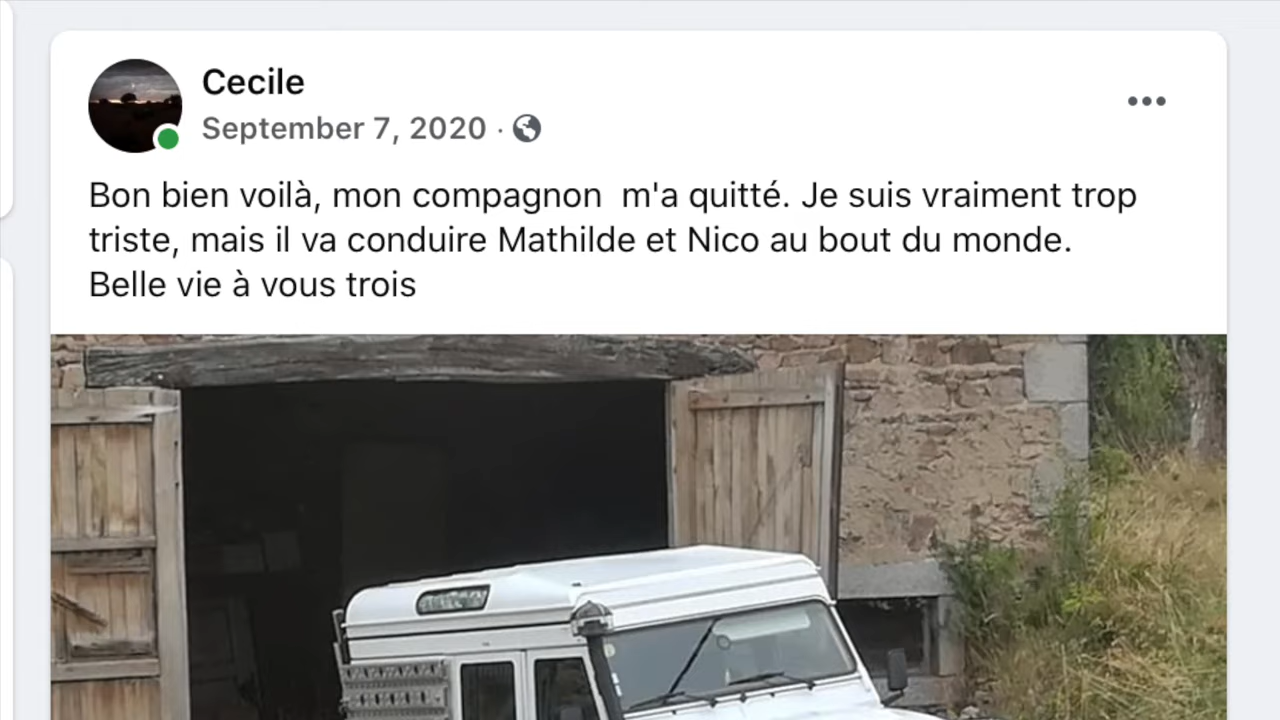 Cecile
September 7, 2020 ·
Bon bien voilà, mon compagnon  m'a quitté. Je suis vraiment trop
triste, mais il va conduire Mathilde et Nico au bout du monde.
Belle vie à vous trois